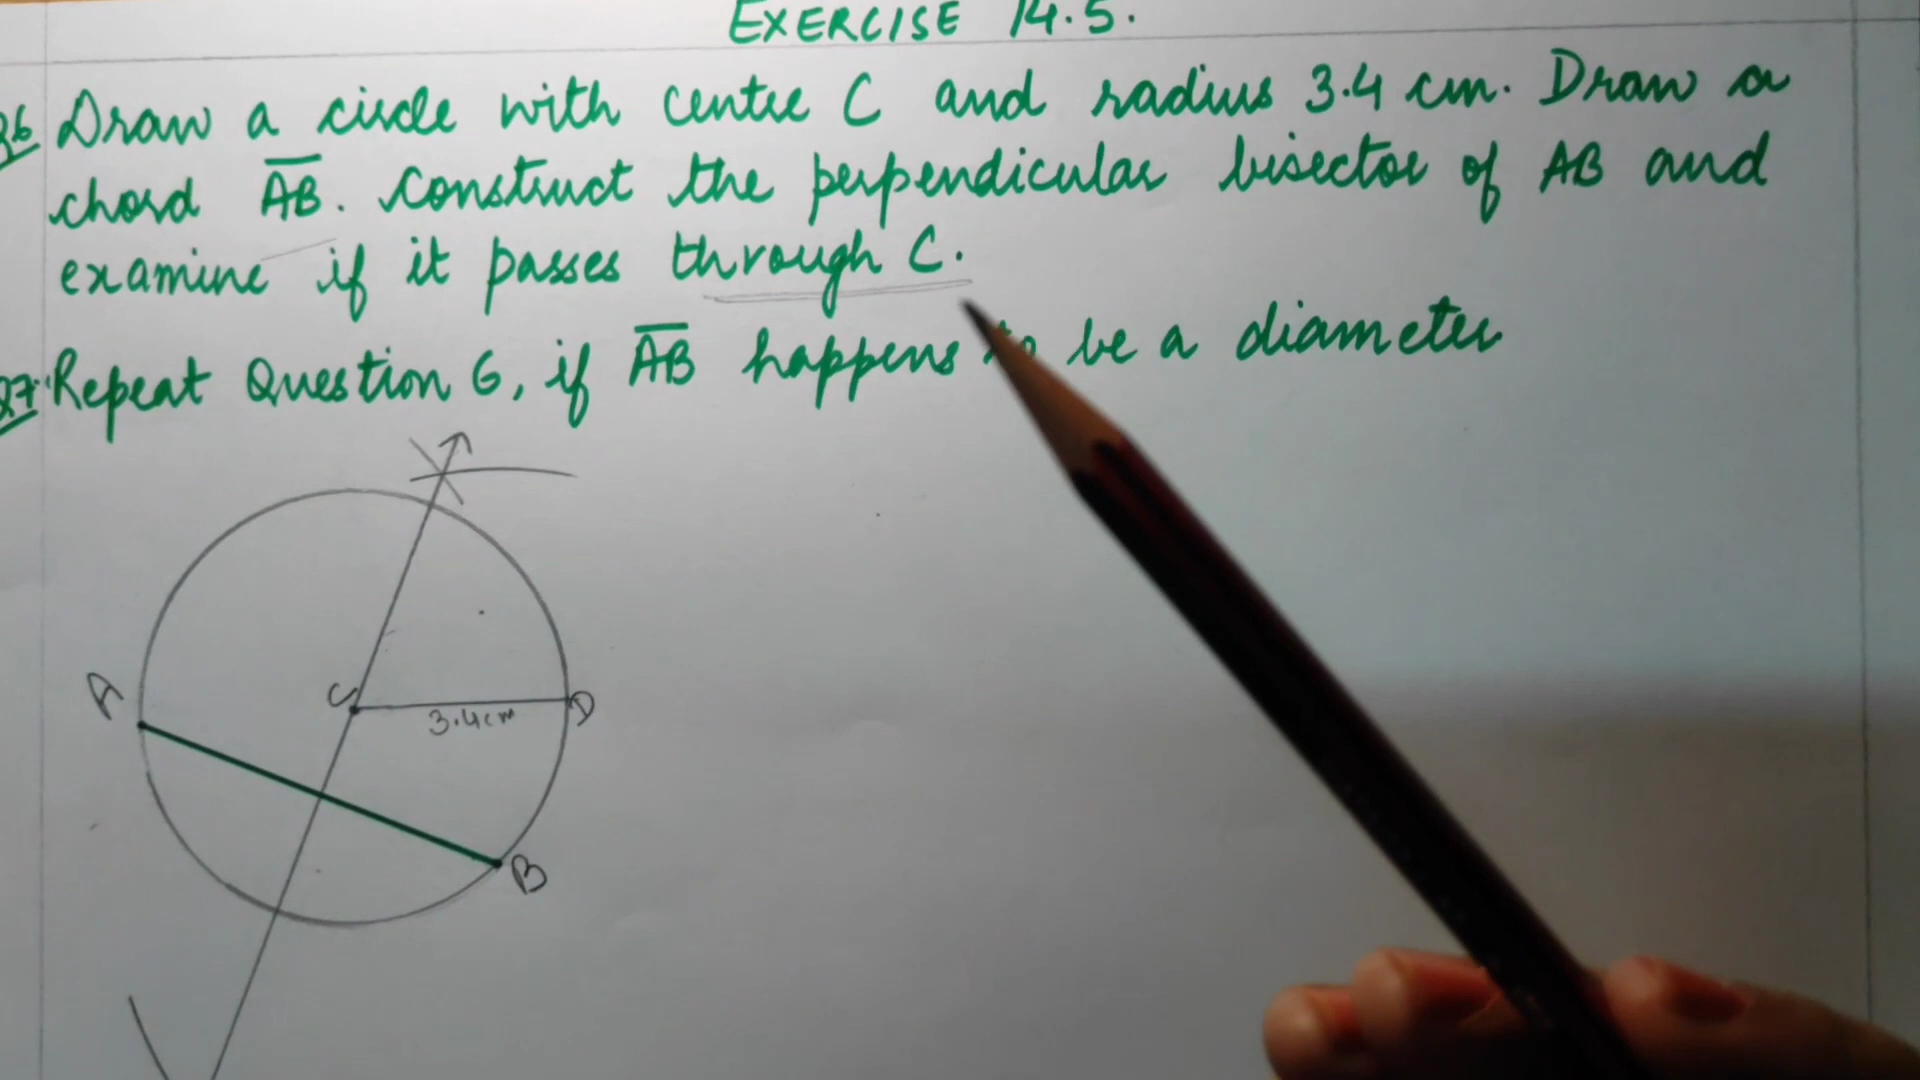 EXERCISE 14.5.
Q6 Draw a circle with centre C and radius 3.4 cm. Draw a
chord AB. Construct the perpendicular bisector of AB and
examine if it passes through C.
Q7. Repeat Question 6, if AB happens to be a diameter
A
C
3.4cm
D
B